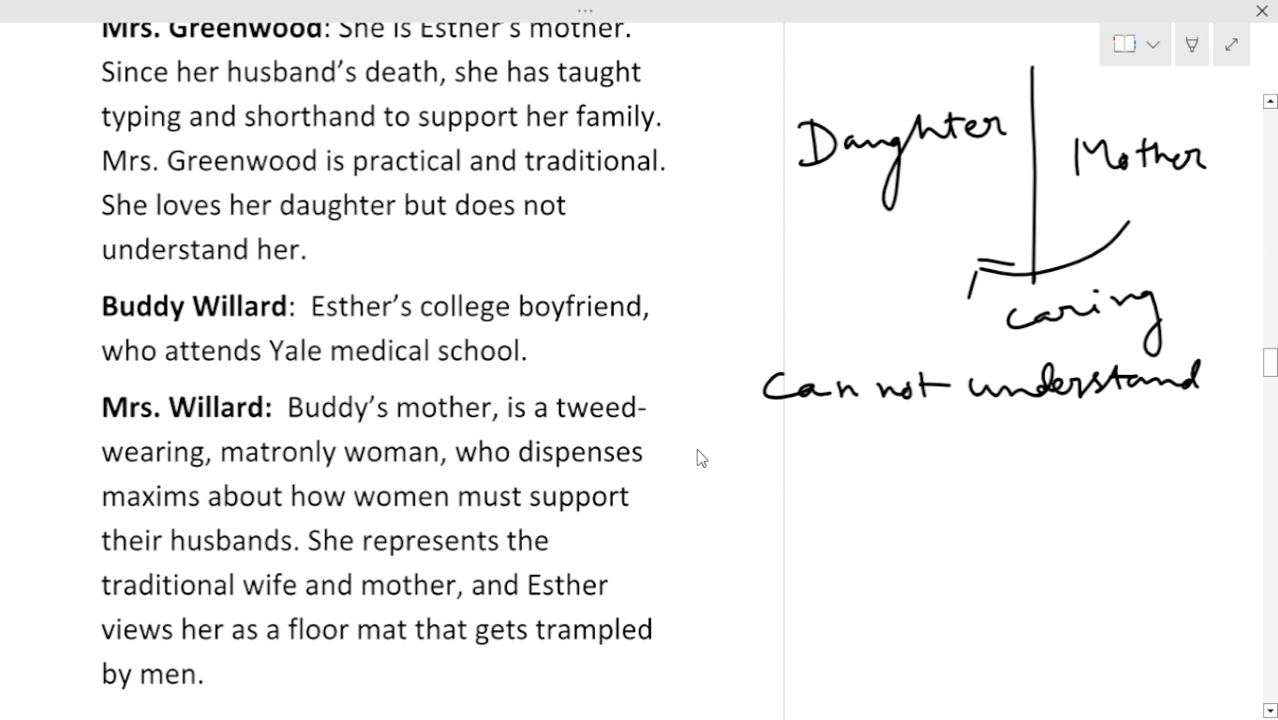 Mrs. Greenwood: She is Esther's mother.
Since her husband's death, she has taught
typing and shorthand to support her family.
Mrs. Greenwood is practical and traditional.
She loves her daughter but does not
understand her.
Buddy Willard:  Esther's college boyfriend,
who attends Yale medical school.
Mrs. Willard:  Buddy's mother, is a tweed-
wearing, matronly woman, who dispenses
maxims about how women must support
their husbands. She represents the
traditional wife and mother, and Esther
views her as a floor mat that gets trampled
by men.
Daughter
Mother
caring
can not understand